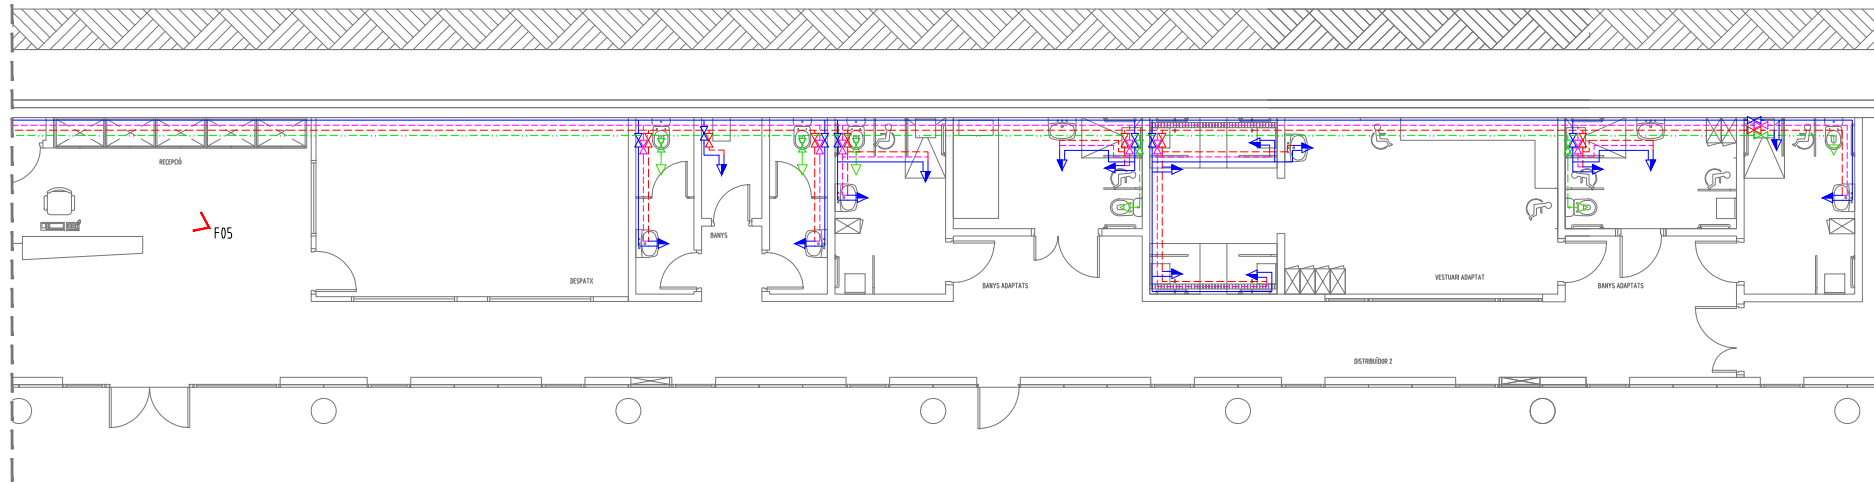 RECEPCIÓ
F05
BANYS
DESPATX
BANYS ADAPTATS
VESTUARI ADAPTAT
BANYS ADAPTATS
DISTRIBUÏDOR 2